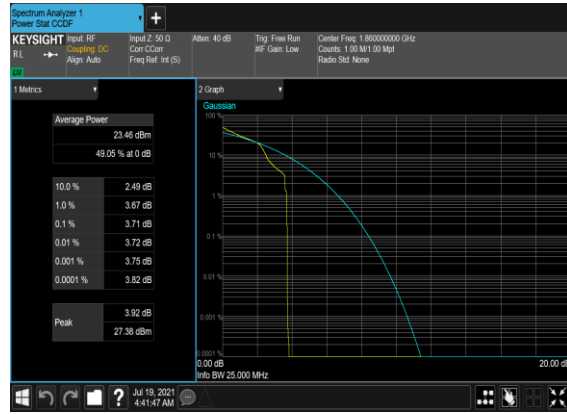 Spectrum Analyzer 1
Power Stat CCDF
KEYSIGHT
RL
Input: RF
Coupling: DC
Align: Auto
Input Z: 50 Ω
Corr CCorr
Freq Ref: Int (S)
Atten: 40 dB
Trig: Free Run
#IF Gain: Low
Center Freq: 1.860000000 GHz
Counts: 1.00 M/1.00 Mpt
Radio Std: None
1 Metrics
Average Power
23.46 dBm
49.05 % at 0 dB
10.0 % 2.49 dB
1.0 % 3.67 dB
0.1 % 3.71 dB
0.01 % 3.72 dB
0.001 % 3.75 dB
0.0001 % 3.82 dB
Peak
3.92 dB
27.38 dBm
2 Graph
Gaussian
100 %
10 %
1 %
0.1 %
0.01 %
0.001 %
0.0001 %
0.00 dB
20.00 dB
Info BW 25.000 MHz
?
Jul 19, 2021
4:41:47 AM